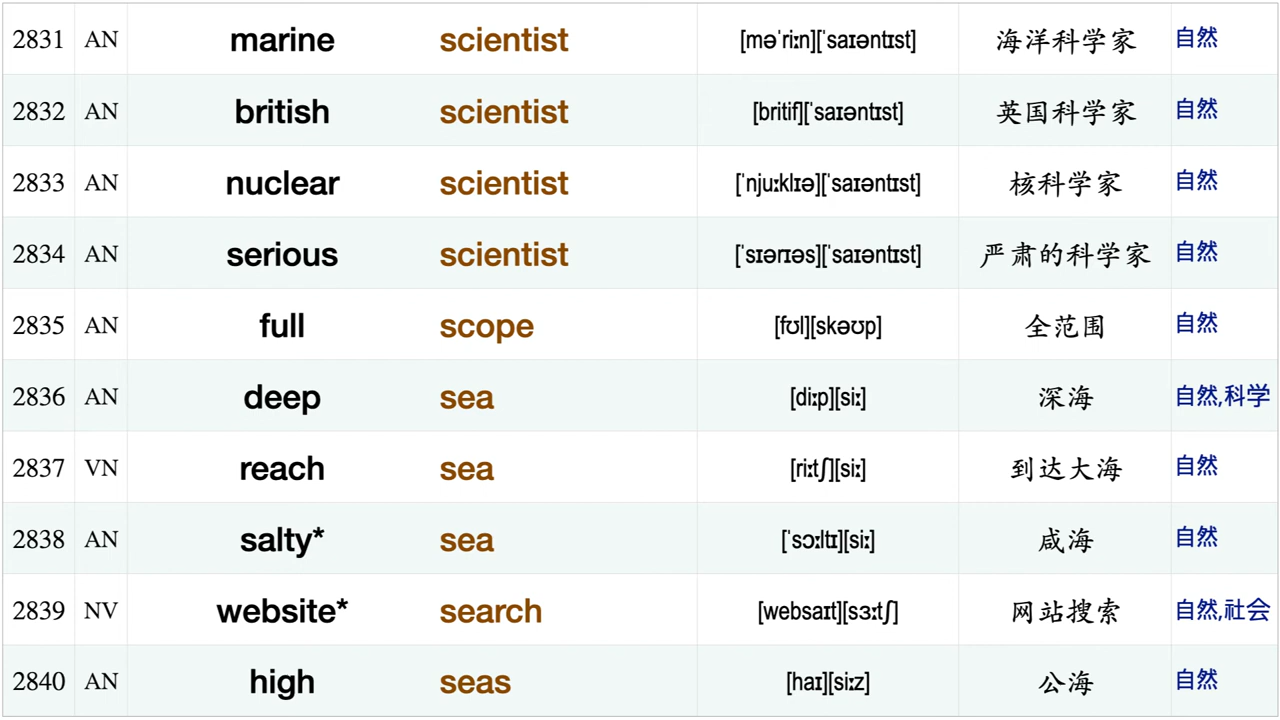 2831 AN marine scientist [məˈriːn][ˈsaɪəntɪst] 海洋科学家 自然
2832 AN british scientist [britif][ˈsaɪəntɪst] 英国科学家 自然
2833 AN nuclear scientist [ˈnjuːklɪə][ˈsaɪəntɪst] 核科学家 自然
2834 AN serious scientist [ˈsɪərɪəs][ˈsaɪəntɪst] 严肃的科学家 自然
2835 AN full scope [fʊl][skəʊp] 全范围 自然
2836 AN deep sea [diːp][siː] 深海 自然,科学
2837 VN reach sea [riːtʃ][siː] 到达大海 自然
2838 AN salty* sea [ˈsɔːltɪ][siː] 咸海 自然
2839 NV website* search [websaɪt][sɜːtʃ] 网站搜索 自然,社会
2840 AN high seas [haɪ][siːz] 公海 自然